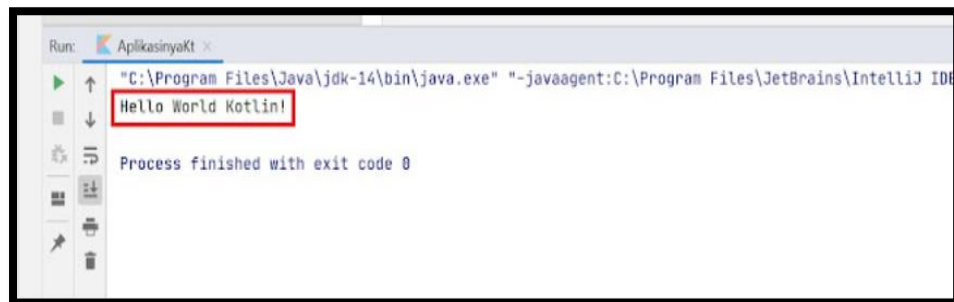 Run: AplikasinyaKt ×
"C:\Program Files\Java\jdk-14\bin\java.exe" "-javaagent:C:\Program Files\JetBrains\IntelliJ IDE
Hello World Kotlin!
Process finished with exit code 0